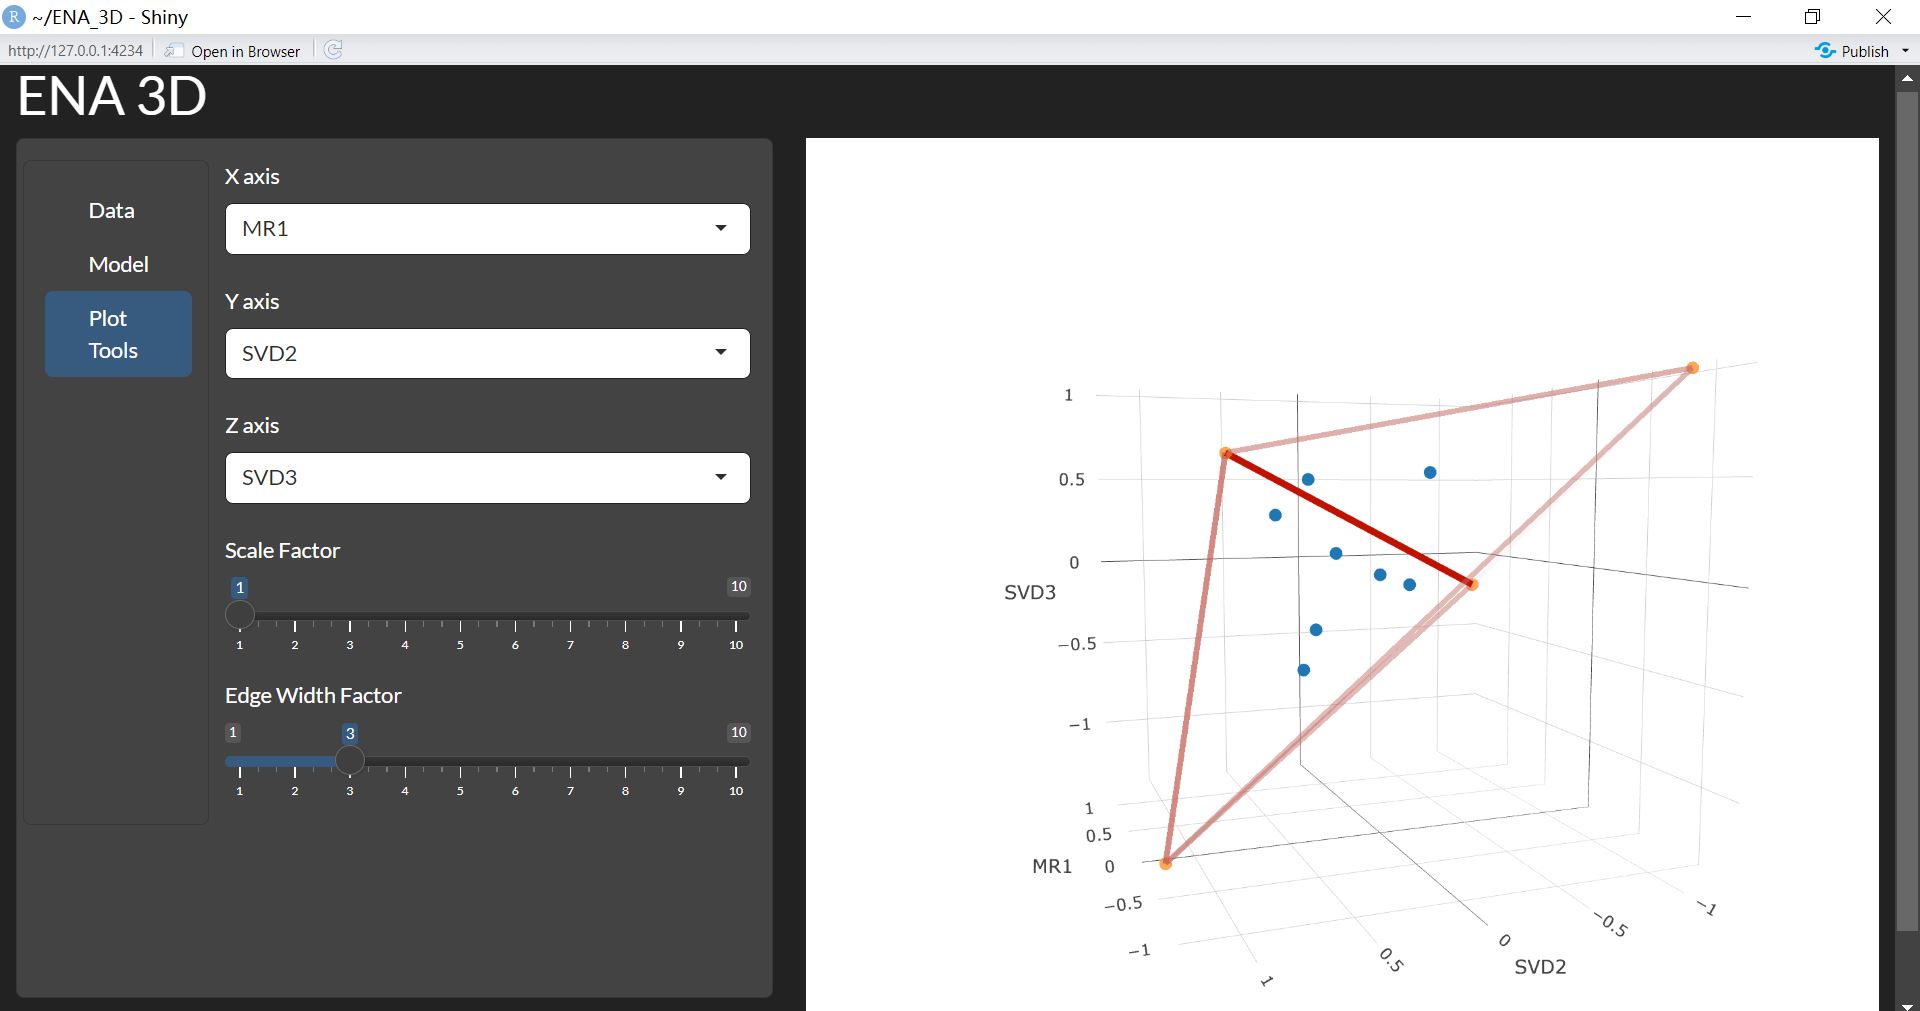 R ~/ENA_3D - Shiny
http://127.0.0.1:4234 Open in Browser Publish
ENA 3D
Data
Model
Plot
Tools
X axis
MR1
Y axis
SVD2
Z axis
SVD3
Scale Factor
1 10
1 2 3 4 5 6 7 8 9 10
Edge Width Factor
1 3 10
1 2 3 4 5 6 7 8 9 10
1
0.5
0
SVD3
−0.5
−1
1
0.5
MR1 0
−0.5
−1
1
0.5
0
−0.5
−1
SVD2